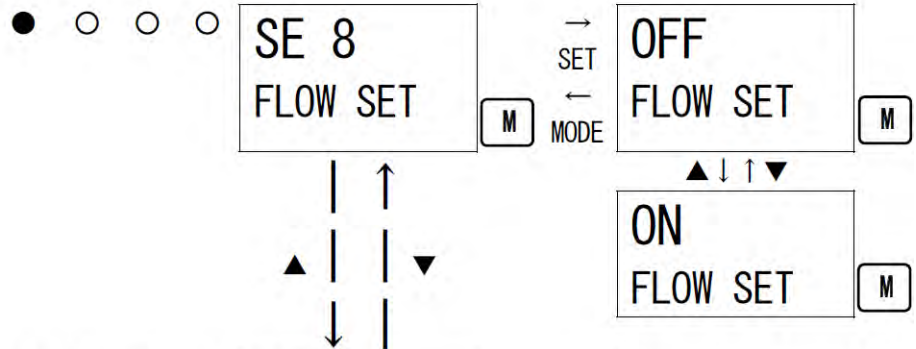 SE 8
FLOW SET
M
→
SET
←
MODE
OFF
FLOW SET
M
▲↓↑▼
ON
FLOW SET
M
▲ ↓ ↑ ▼